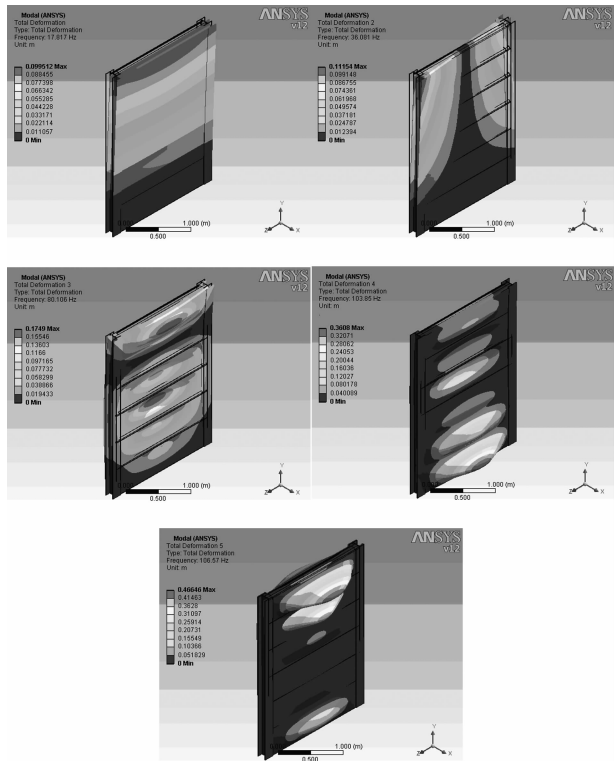 ANSYS
v12
Modal (ANSYS)
Total Deformation
Type: Total Deformation
Frequency: 17.817 Hz
Unit: m
0.099512 Max
0.088455
0.077398
0.066342
0.055285
0.044228
0.033171
0.022114
0.011057
0 Min
0.000
1.000 (m)
0.500
Y
Z
X
ANSYS
v12
Modal (ANSYS)
Total Deformation 2
Type: Total Deformation
Frequency: 36.081 Hz
Unit: m
0.11154 Max
0.099148
0.086755
0.074361
0.061968
0.049574
0.037181
0.024787
0.012394
0 Min
0.000
1.000 (m)
0.500
Y
Z
X
ANSYS
v12
Modal (ANSYS)
Total Deformation 3
Type: Total Deformation
Frequency: 80.106 Hz
Unit: m
0.1749 Max
0.15546
0.13603
0.1166
0.097165
0.077732
0.058299
0.038866
0.019433
0 Min
1.000 (m)
0.500
Y
Z
X
ANSYS
v12
Modal (ANSYS)
Total Deformation 4
Type: Total Deformation
Frequency: 103.85 Hz
Unit: m
0.3608 Max
0.32071
0.28062
0.24053
0.20044
0.16036
0.12027
0.080178
0.040089
0 Min
1.000 (m)
0.500
Y
Z
X
ANSYS
v12
Modal (ANSYS)
Total Deformation 5
Type: Total Deformation
Frequency: 106.57 Hz
Unit: m
0.46646 Max
0.41463
0.3628
0.31097
0.25914
0.20731
0.15549
0.10366
0.051829
0 Min
1.000 (m)
0.500
Y
Z
X